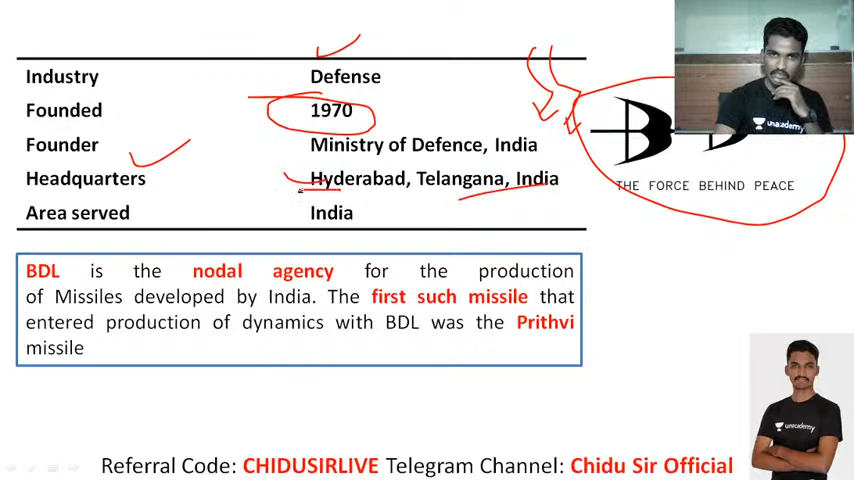 Industry Defense
Founded 1970
Founder Ministry of Defence, India
Headquarters Hyderabad, Telangana, India
Area served India
THE FORCE BEHIND PEACE
BDL is the nodal agency for the production
of Missiles developed by India. The first such missile that
entered production of dynamics with BDL was the Prithvi
missile
unacademy
unacademy
Referral Code: CHIDUSIRLIVE Telegram Channel: Chidu Sir Official